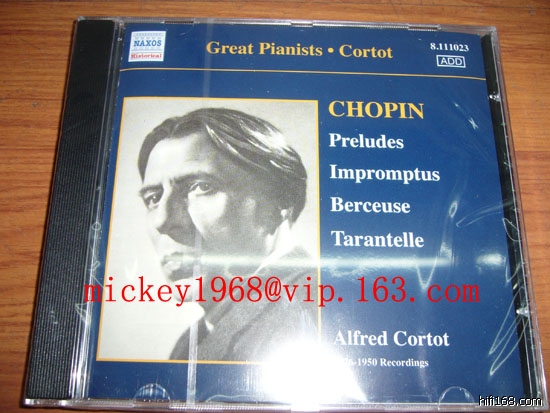 NAXOS
Historical
Great Pianists • Cortot
8.111023
ADD
CHOPIN
Preludes
Impromptus
Berceuse
Tarantelle
mickey1968@vip.163.com
Alfred Cortot
-1950 Recordings
hifi168.com